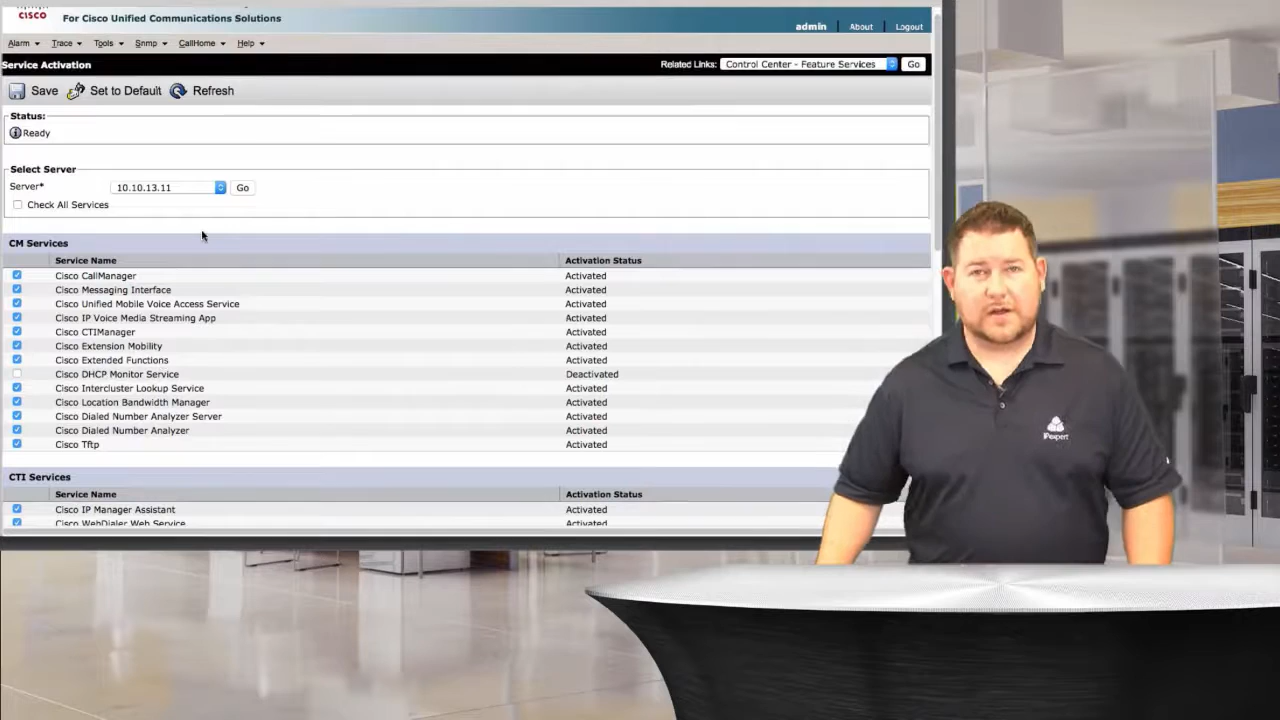 CISCO
For Cisco Unified Communications Solutions
admin | About | Logout
Alarm Trace Tools Snmp CallHome Help
Service Activation
Related Links: Control Center - Feature Services Go
Save Set to Default Refresh
Status:
Ready
Select Server
Server* 10.10.13.11 Go
Check All Services
CM Services
Service Name Activation Status
Cisco CallManager Activated
Cisco Messaging Interface Activated
Cisco Unified Mobile Voice Access Service Activated
Cisco IP Voice Media Streaming App Activated
Cisco CTIManager Activated
Cisco Extension Mobility Activated
Cisco Extended Functions Activated
Cisco DHCP Monitor Service Deactivated
Cisco Intercluster Lookup Service Activated
Cisco Location Bandwidth Manager Activated
Cisco Dialed Number Analyzer Server Activated
Cisco Dialed Number Analyzer Activated
Cisco Tftp Activated
CTI Services
Service Name Activation Status
Cisco IP Manager Assistant Activated
Cisco WebDialer Web Service Activated
IPexpert